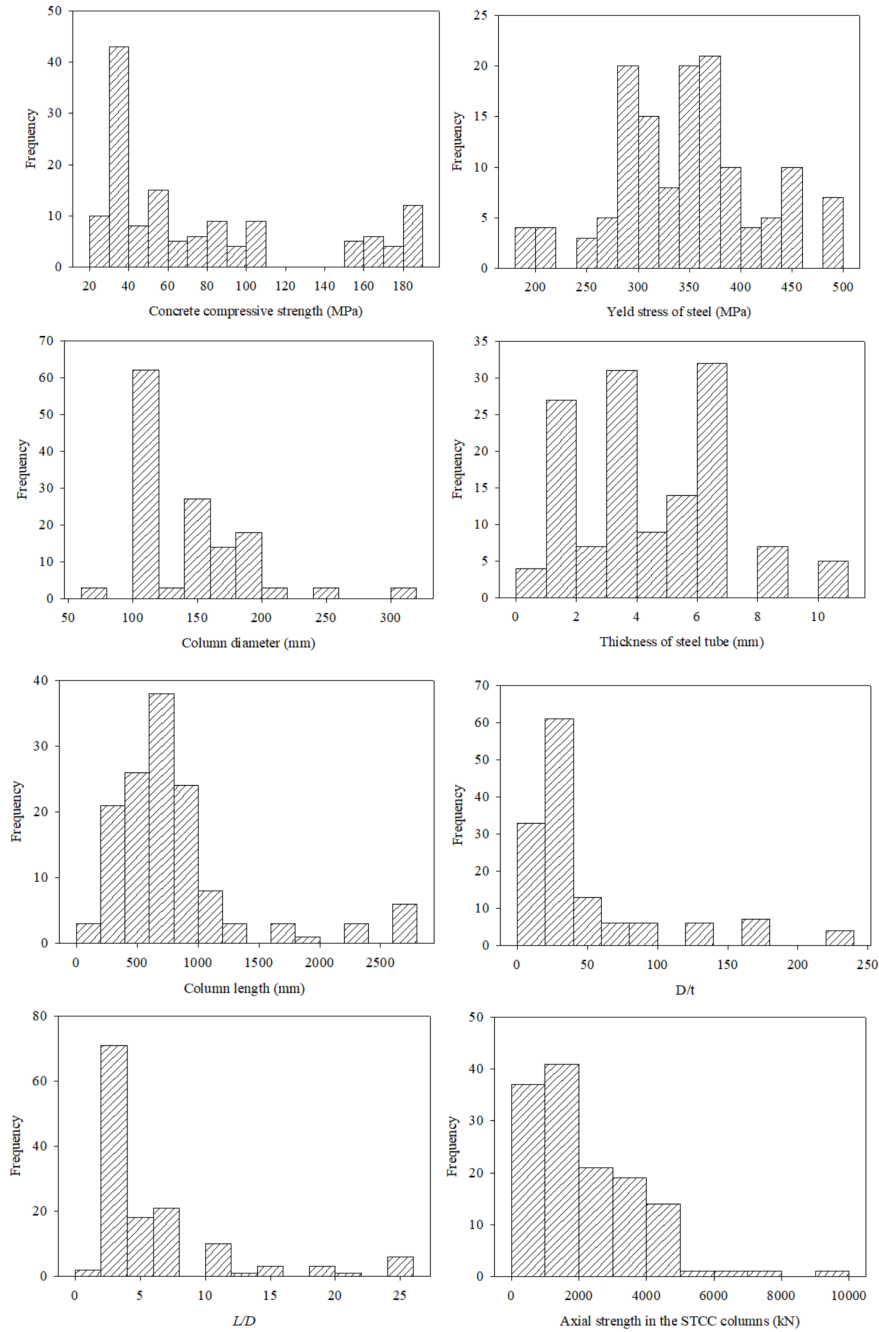 50
40
30
20
10
0
Frequency
20 40 60 80 100 120 140 160 180
Concrete compressive strength (MPa)
25
20
15
10
5
0
Frequency
200 250 300 350 400 450 500
Yeld stress of steel (MPa)
70
60
50
40
30
20
10
0
Frequency
50 100 150 200 250 300
Column diameter (mm)
35
30
25
20
15
10
5
0
Frequency
0 2 4 6 8 10
Thickness of steel tube (mm)
40
30
20
10
0
Frequency
0 500 1000 1500 2000 2500
Column length (mm)
70
60
50
40
30
20
10
0
Frequency
0 50 100 150 200 250
D/t
80
60
40
20
0
Frequency
0 5 10 15 20 25
L/D
50
40
30
20
10
0
Frequency
0 2000 4000 6000 8000 10000
Axial strength in the STCC columns (kN)